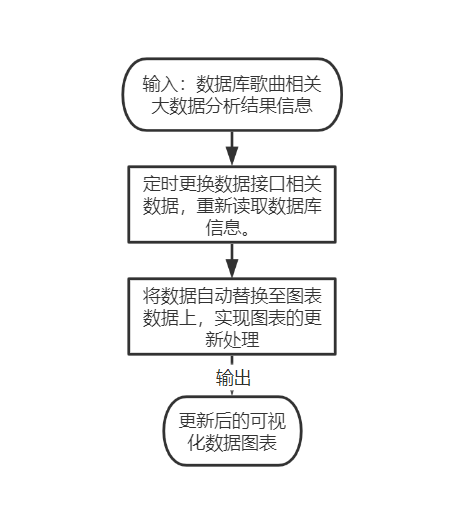 输入：数据库歌曲相关
大数据分析结果信息
定时更换数据接口相关
数据，重新读取数据库
信息。
将数据自动替换至图表
数据上，实现图表的更
新处理
输出
更新后的可视
化数据图表